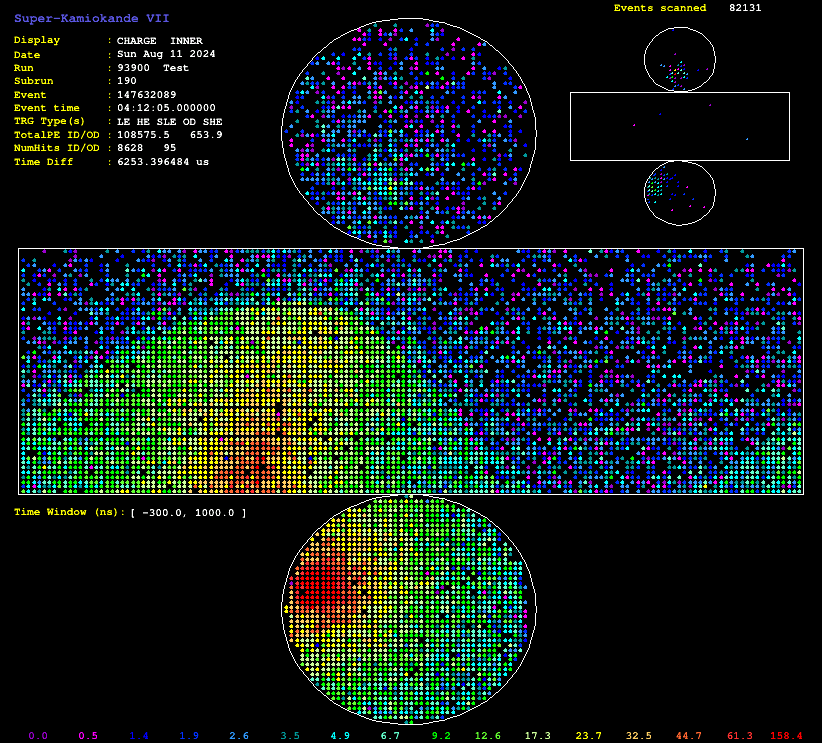 Super-Kamiokande VII
Events scanned 82131
Display : CHARGE INNER
Date : Sun Aug 11 2024
Run : 93900 Test
Subrun : 190
Event : 147632089
Event time : 04:12:05.000000
TRG Type(s) : LE HE SLE OD SHE
TotalPE ID/OD : 108575.5 653.9
NumHits ID/OD : 8628 95
Time Diff : 6253.396484 us
Time Window (ns): [ -300.0, 1000.0 ]
0.0 0.5 1.4 1.9 2.6 3.5 4.9 6.7 9.2 12.6 17.3 23.7 32.5 44.7 61.3 158.4